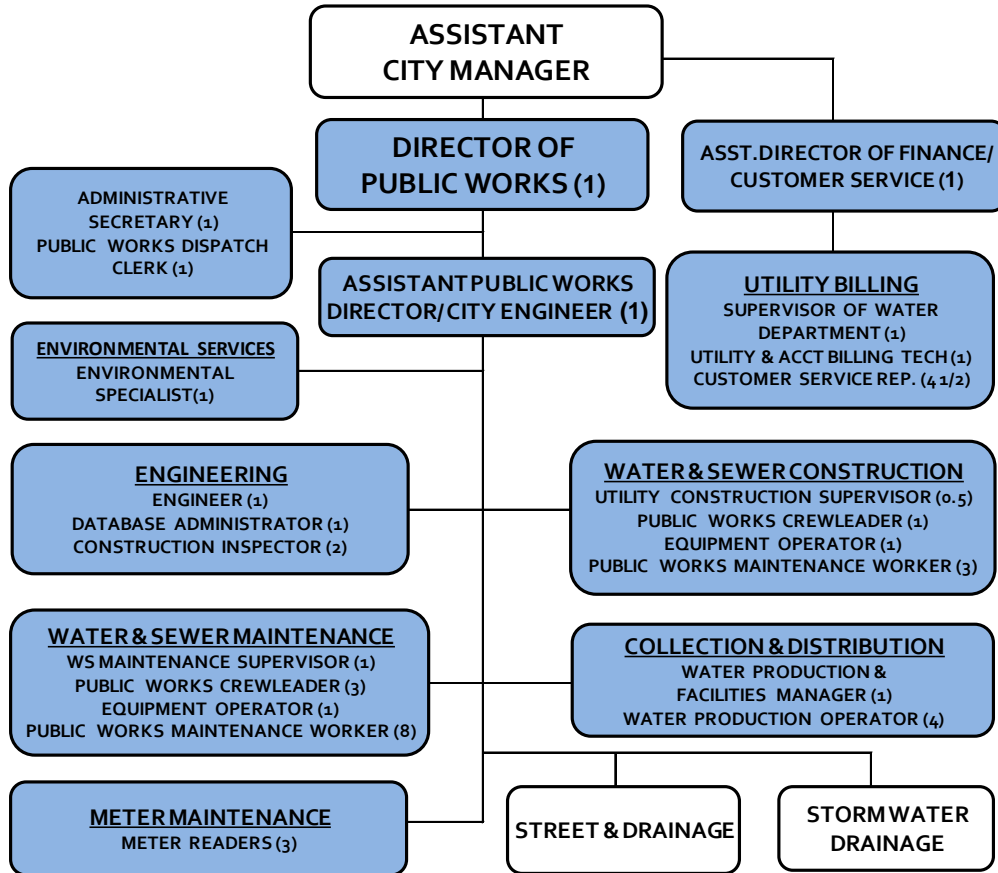 ASSISTANT
CITY MANAGER
DIRECTOR OF
PUBLIC WORKS (1)
ASST.DIRECTOR OF FINANCE/
CUSTOMER SERVICE (1)
ADMINISTRATIVE
SECRETARY (1)
PUBLIC WORKS DISPATCH
CLERK (1)
ASSISTANT PUBLIC WORKS
DIRECTOR/CITY ENGINEER (1)
UTILITY BILLING
SUPERVISOR OF WATER
DEPARTMENT (1)
UTILITY & ACCT BILLING TECH (1)
CUSTOMER SERVICE REP. (4 1/2)
ENVIRONMENTAL SERVICES
ENVIRONMENTAL
SPECIALIST(1)
ENGINEERING
ENGINEER (1)
DATABASE ADMINISTRATOR (1)
CONSTRUCTION INSPECTOR (2)
WATER & SEWER CONSTRUCTION
UTILITY CONSTRUCTION SUPERVISOR (0.5)
PUBLIC WORKS CREWLEADER (1)
EQUIPMENT OPERATOR (1)
PUBLIC WORKS MAINTENANCE WORKER (3)
WATER & SEWER MAINTENANCE
WS MAINTENANCE SUPERVISOR (1)
PUBLIC WORKS CREWLEADER (3)
EQUIPMENT OPERATOR (1)
PUBLIC WORKS MAINTENANCE WORKER (8)
COLLECTION & DISTRIBUTION
WATER PRODUCTION &
FACILITIES MANAGER (1)
WATER PRODUCTION OPERATOR (4)
METER MAINTENANCE
METER READERS (3)
STREET & DRAINAGE
STORM WATER
DRAINAGE